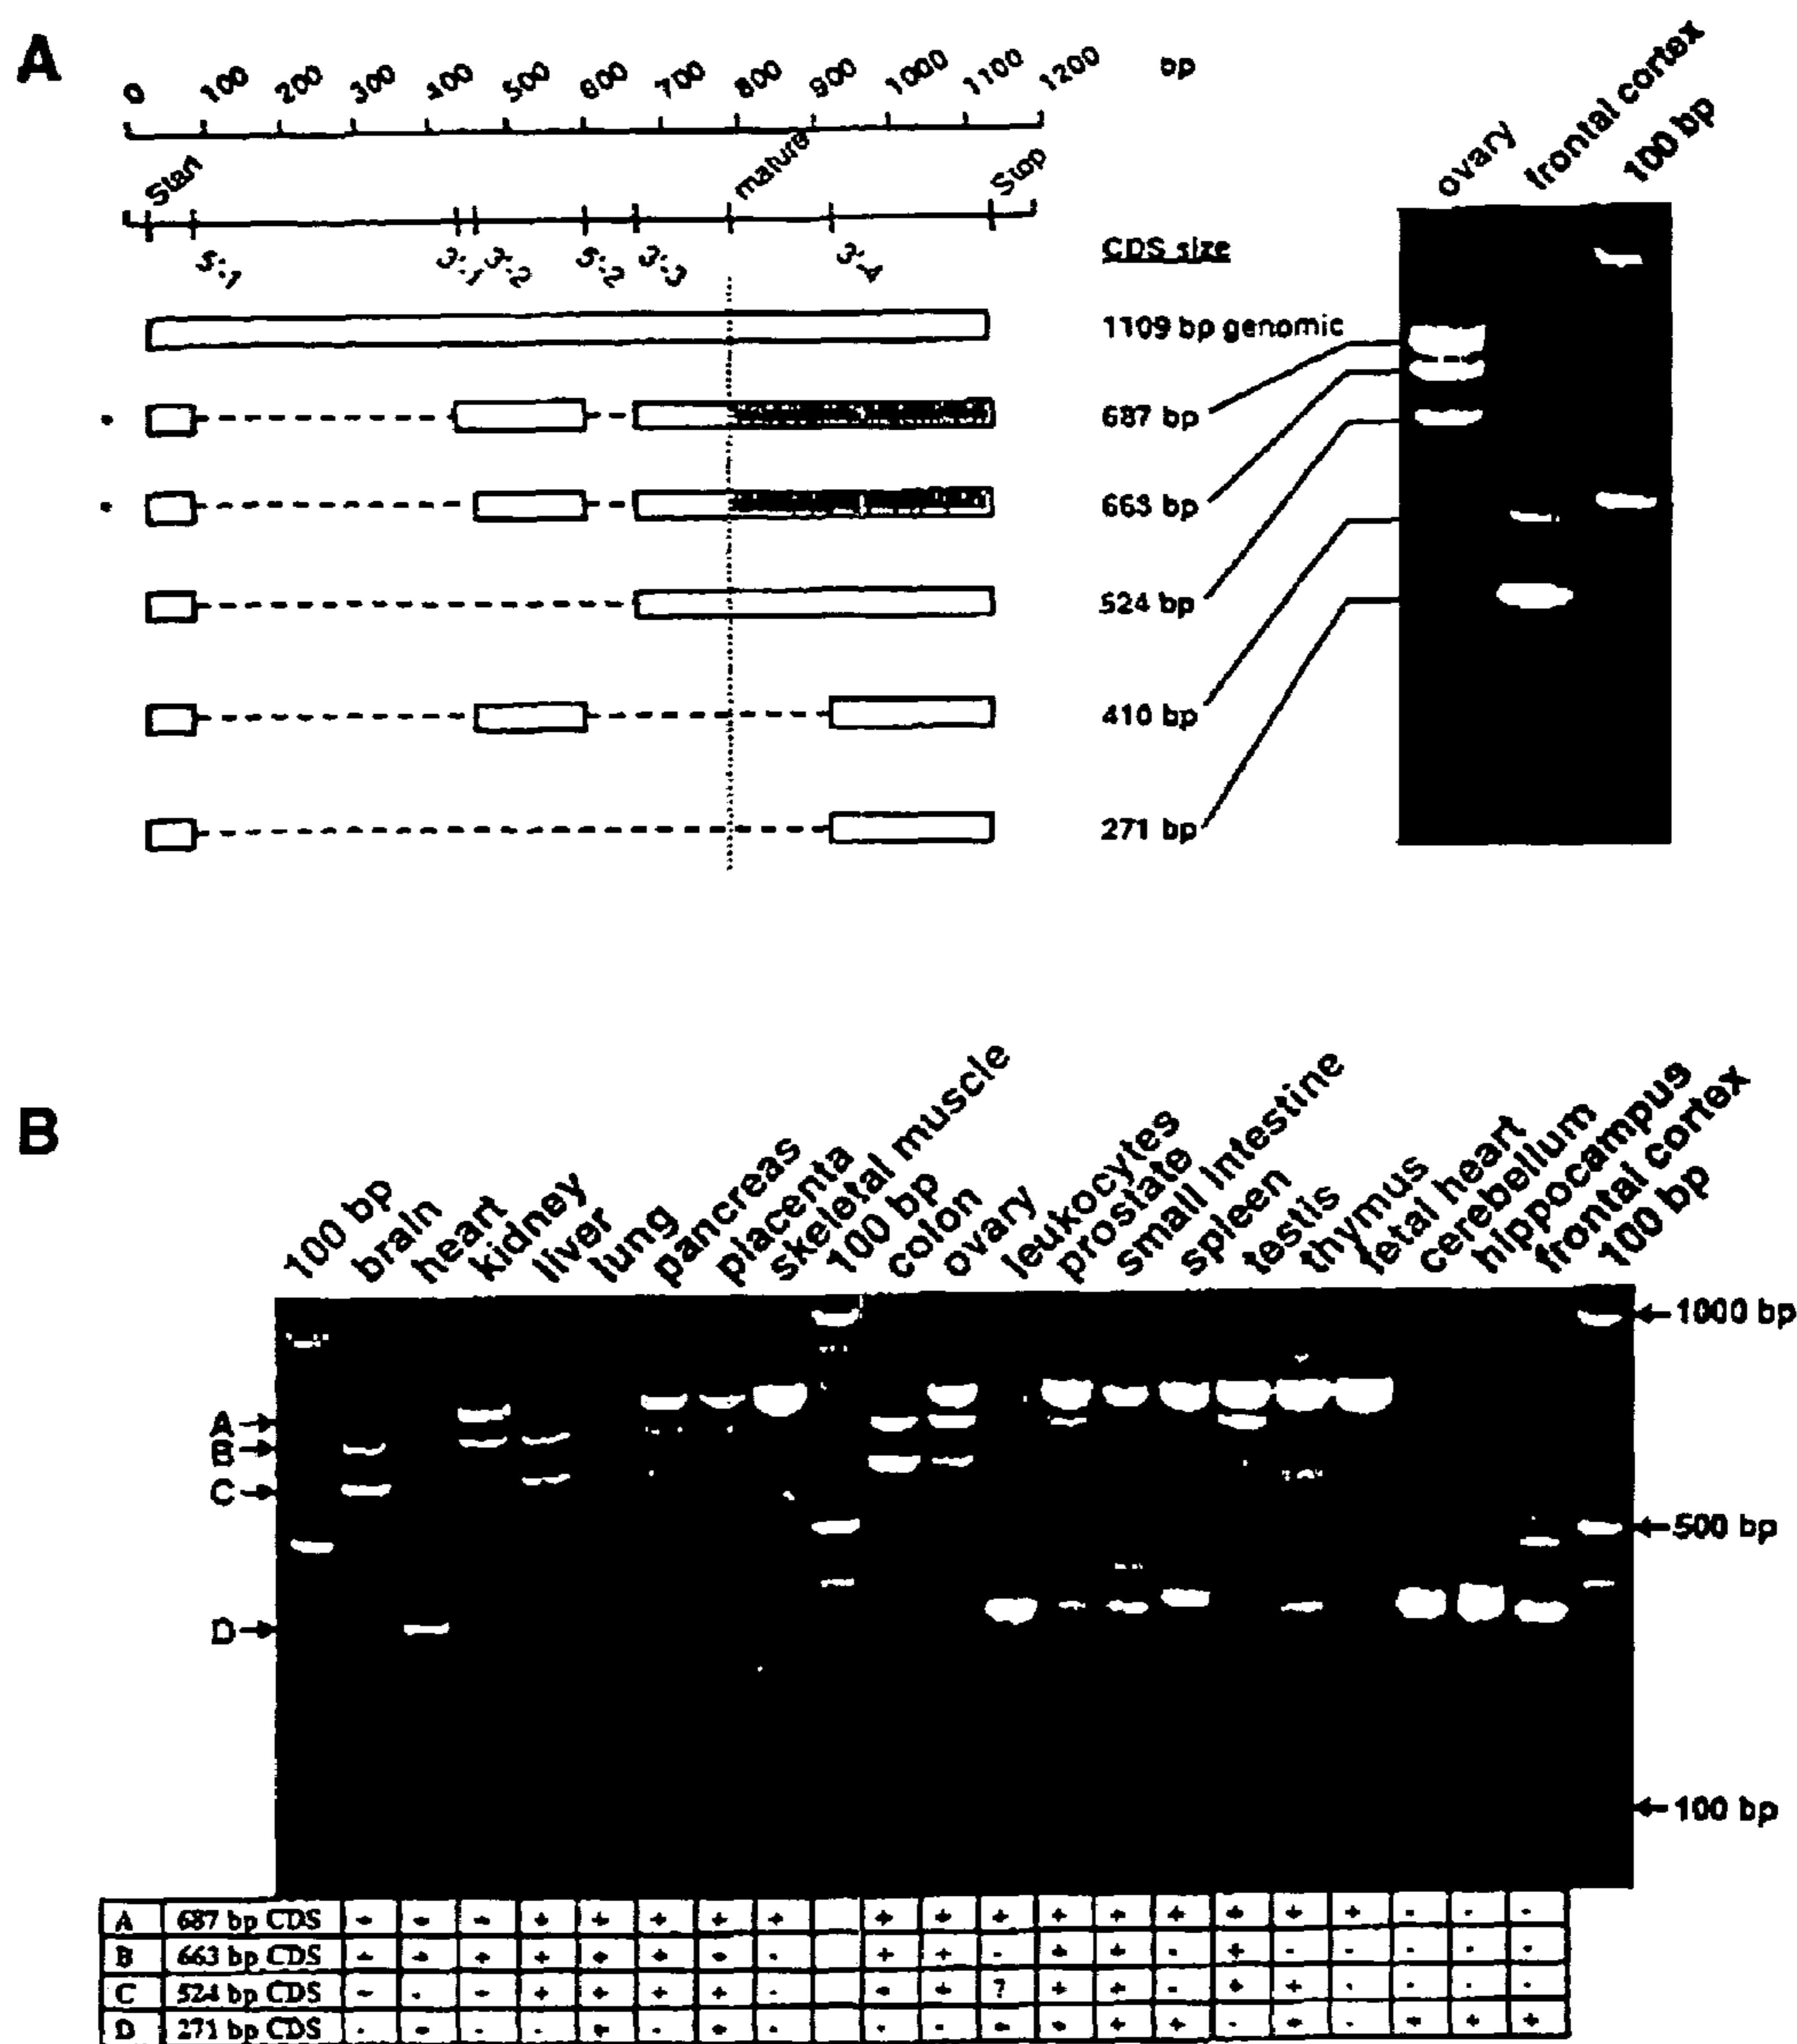 A
0 100 200 300 400 500 600 700 800 900 1000 1100 1200 bp
Start mature Stop
5'-1 3'-1 3'-2 5'-2 3'-3 3'-4
CDS size
1109 bp genomic
687 bp
663 bp
524 bp
410 bp
271 bp
ovary frontal cortex 100 bp
B
100 bp brain heart kidney liver lung pancreas placenta skeletal muscle 100 bp colon ovary leukocytes prostate small intestine spleen testis thymus fetal heart cerebellum hippocampus frontal cortex 100 bp
1000 bp
A
B
C
500 bp
D
100 bp
A 687 bp CDS
B 663 bp CDS
C 524 bp CDS ?
D 271 bp CDS